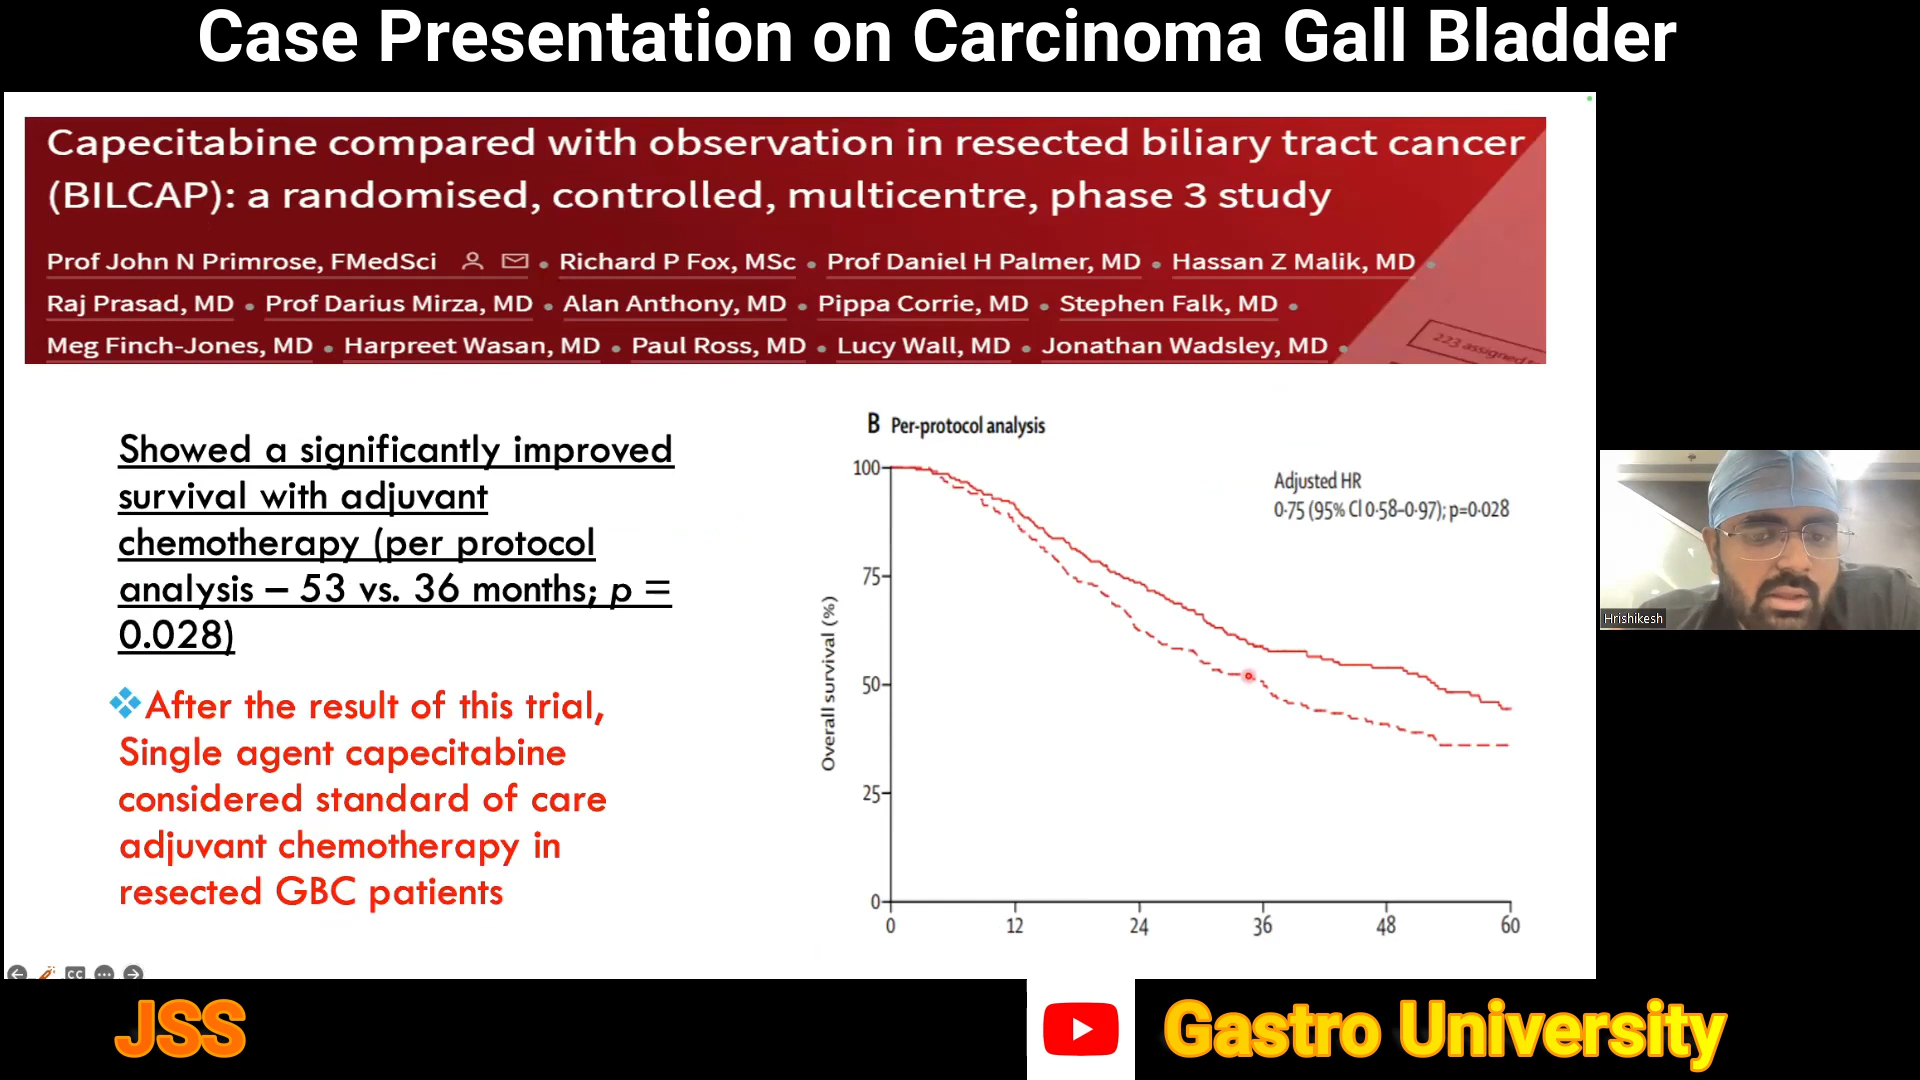 Case Presentation on Carcinoma Gall Bladder
Capecitabine compared with observation in resected biliary tract cancer
(BILCAP): a randomised, controlled, multicentre, phase 3 study
Prof John N Primrose, FMedSci • Richard P Fox, MSc • Prof Daniel H Palmer, MD • Hassan Z Malik, MD •
Raj Prasad, MD • Prof Darius Mirza, MD • Alan Anthony, MD • Pippa Corrie, MD • Stephen Falk, MD •
Meg Finch-Jones, MD • Harpreet Wasan, MD • Paul Ross, MD • Lucy Wall, MD • Jonathan Wadsley, MD •
223 assigned
Showed a significantly improved
survival with adjuvant
chemotherapy (per protocol
analysis – 53 vs. 36 months; p =
0.028)
❖After the result of this trial,
Single agent capecitabine
considered standard of care
adjuvant chemotherapy in
resected GBC patients
B Per-protocol analysis
Adjusted HR
0·75 (95% CI 0·58–0·97); p=0·028
Overall survival (%)
100
75
50
25
0
0 12 24 36 48 60
Hrishikesh
CC
JSS
Gastro University